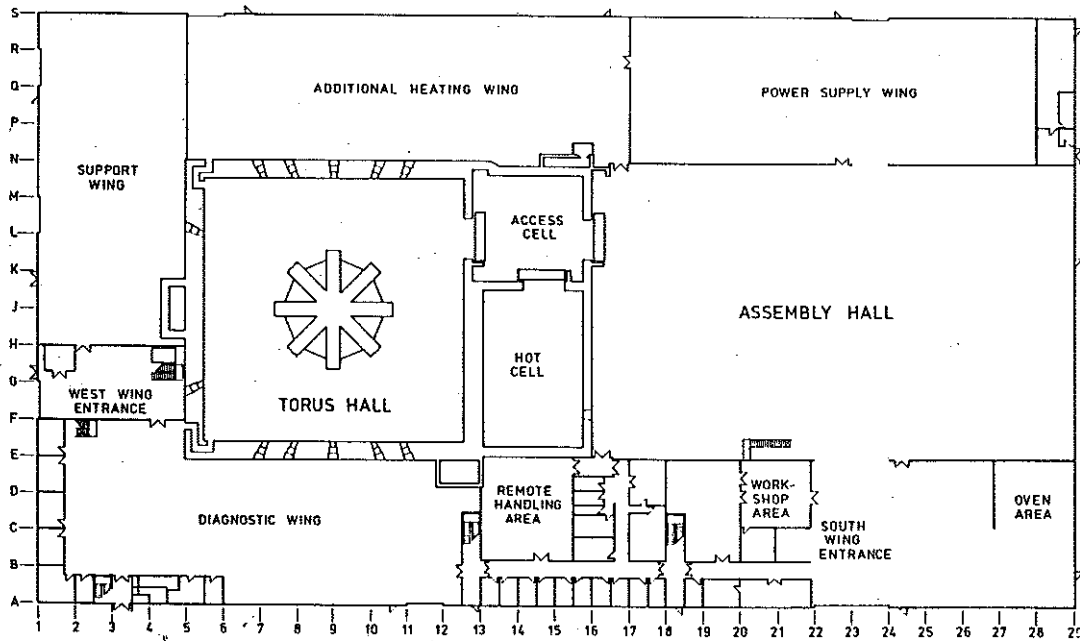 S
R
Q
P
N
M
L
K
J
H
G
F
E
D
C
B
A
ADDITIONAL HEATING WING
POWER SUPPLY WING
SUPPORT
WING
ACCESS
CELL
ASSEMBLY HALL
HOT
CELL
WEST WING
ENTRANCE
TORUS HALL
DIAGNOSTIC WING
REMOTE
HANDLING
AREA
WORK-
SHOP
AREA
SOUTH
WING
ENTRANCE
OVEN
AREA
1 2 3 4 5 6 7 8 9 10 11 12 13 14 15 16 17 18 19 20 21 22 23 24 25 26 27 28 29